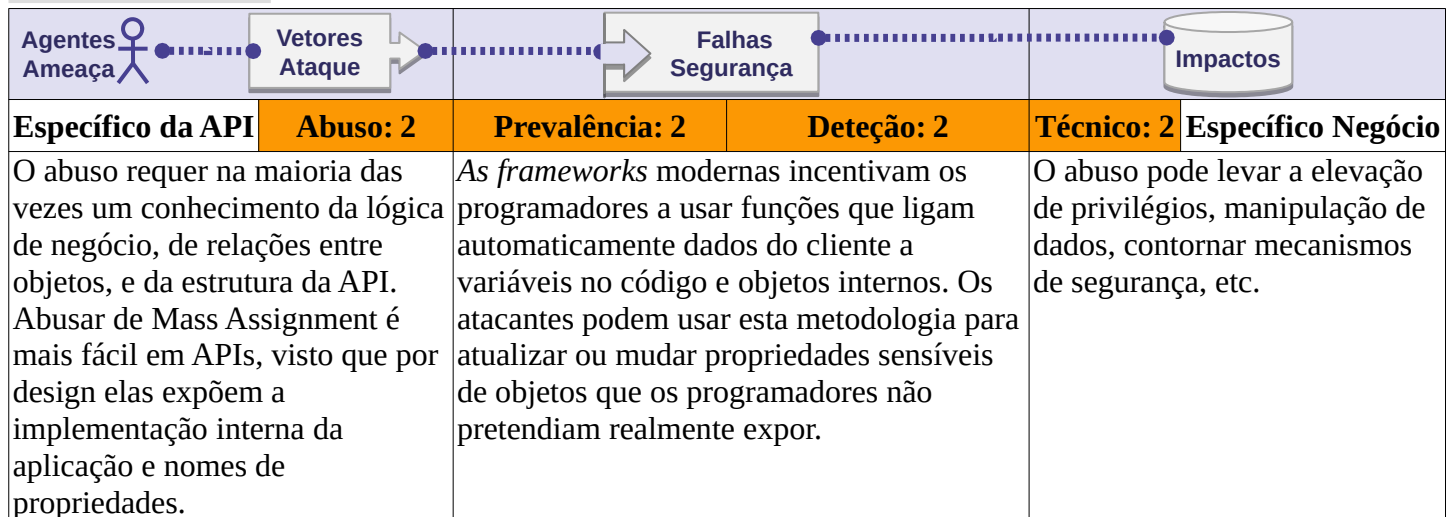 Agentes
Ameaça
Vetores
Ataque
Falhas
Segurança
Impactos
Específico da API
Abuso: 2
Prevalência: 2
Deteção: 2
Técnico: 2
Específico Negócio
O abuso requer na maioria das
vezes um conhecimento da lógica
de negócio, de relações entre
objetos, e da estrutura da API.
Abusar de Mass Assignment é
mais fácil em APIs, visto que por
design elas expõem a
implementação interna da
aplicação e nomes de
propriedades.
As frameworks modernas incentivam os
programadores a usar funções que ligam
automaticamente dados do cliente a
variáveis no código e objetos internos. Os
atacantes podem usar esta metodologia para
atualizar ou mudar propriedades sensíveis
de objetos que os programadores não
pretendiam realmente expor.
O abuso pode levar a elevação
de privilégios, manipulação de
dados, contornar mecanismos
de segurança, etc.